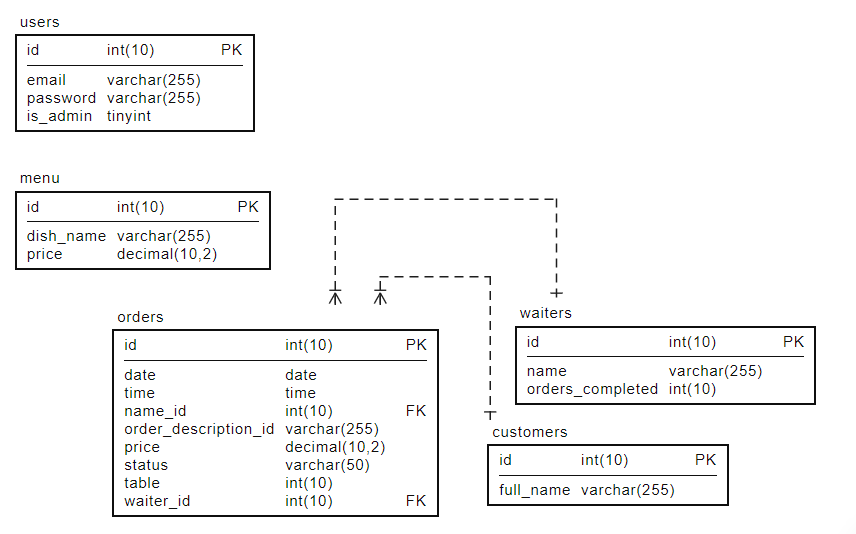 users
id int(10) PK
email varchar(255)
password varchar(255)
is_admin tinyint
menu
id int(10) PK
dish_name varchar(255)
price decimal(10,2)
orders
id int(10) PK
date date
time time
name_id int(10) FK
order_description_id varchar(255)
price decimal(10,2)
status varchar(50)
table int(10)
waiter_id int(10) FK
waiters
id int(10) PK
name varchar(255)
orders_completed int(10)
customers
id int(10) PK
full_name varchar(255)